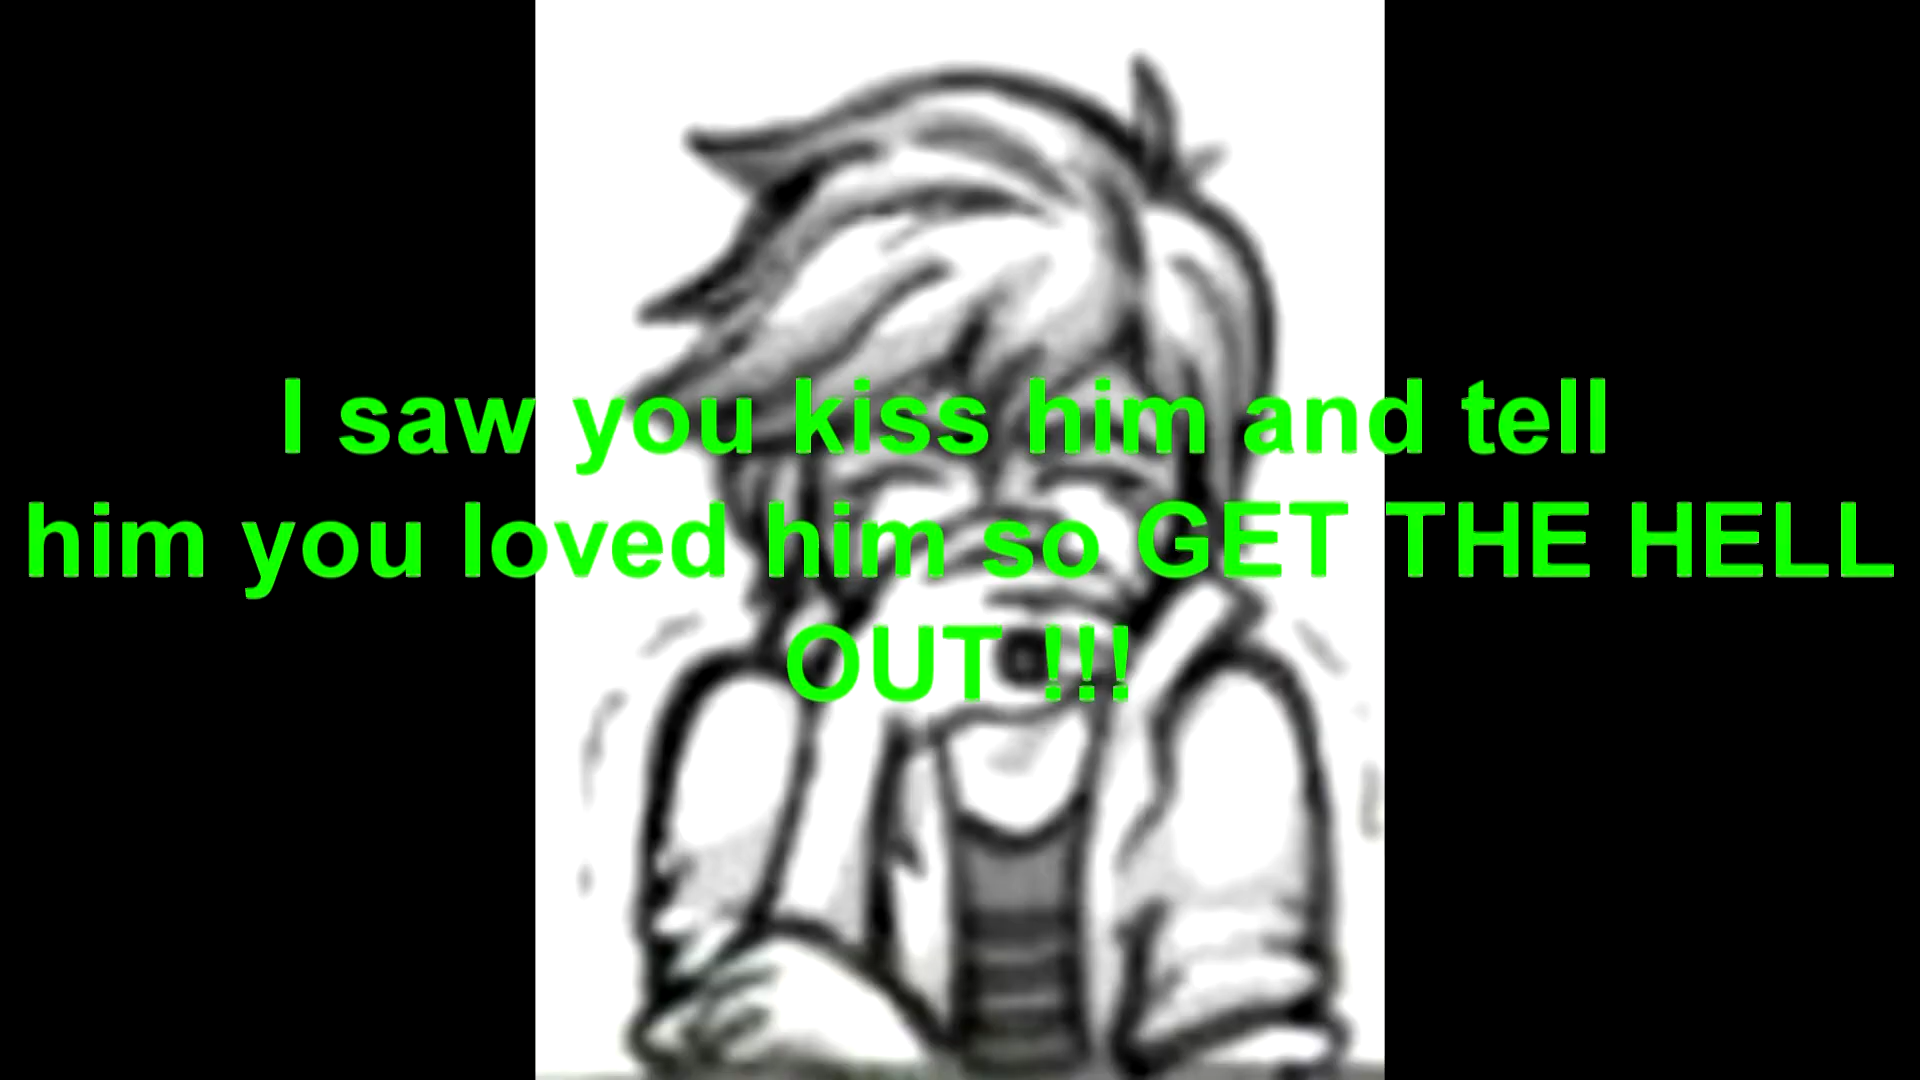 I saw you kiss him and tell
him you loved him so GET THE HELL
OUT !!!